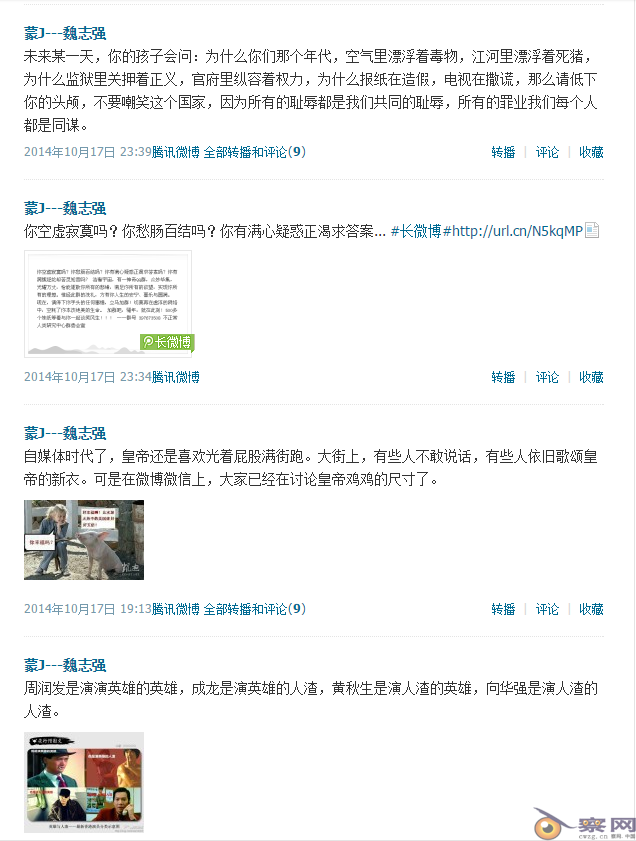 蒙J---魏志强
未来某一天，你的孩子会问：为什么你们那个年代，空气里漂浮着毒物，江河里漂浮着死猪，
为什么监狱里关押着正义，官府里纵容着权力，为什么报纸在造假，电视在撒谎，那么请低下
你的头颅，不要嘲笑这个国家，因为所有的耻辱都是我们共同的耻辱，所有的罪业我们每个人
都是同谋。
2014年10月17日 23:39腾讯微博 全部转播和评论(9) 转播 | 评论 | 收藏
蒙J---魏志强
你空虚寂寞吗？你愁肠百结吗？你有满心疑惑正渴求答案... #长微博#http://url.cn/N5kqMP
长微博
2014年10月17日 23:34腾讯微博 转播 | 评论 | 收藏
蒙J---魏志强
自媒体时代了，皇帝还是喜欢光着屁股满街跑。大街上，有些人不敢说话，有些人依旧歌颂皇
帝的新衣。可是在微博微信上，大家已经在讨论皇帝鸡鸡的尺寸了。
你幸福吗？
2014年10月17日 19:13腾讯微博 全部转播和评论(9) 转播 | 评论 | 收藏
蒙J---魏志强
周润发是演演英雄的英雄，成龙是演英雄的人渣，黄秋生是演人渣的英雄，向华强是演人渣的
人渣。
察网
cwzg.cn 察网.中国